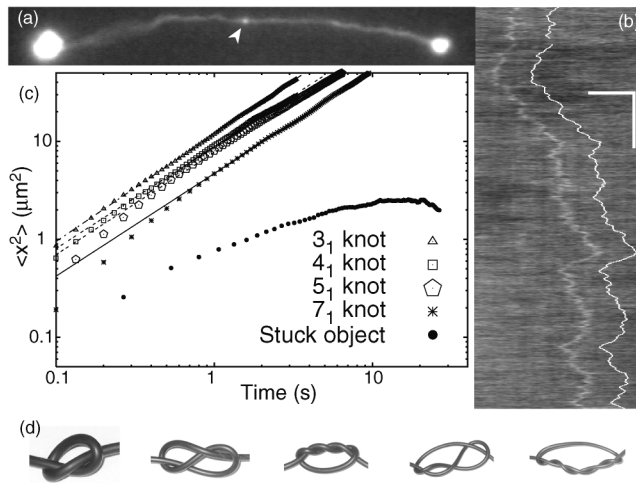 (a)
(b)
(c)
10
1
0.1
<x²> (μm²)
3₁ knot
4₁ knot
5₁ knot
7₁ knot
Stuck object
0.1
1
10
Time (s)
(d)